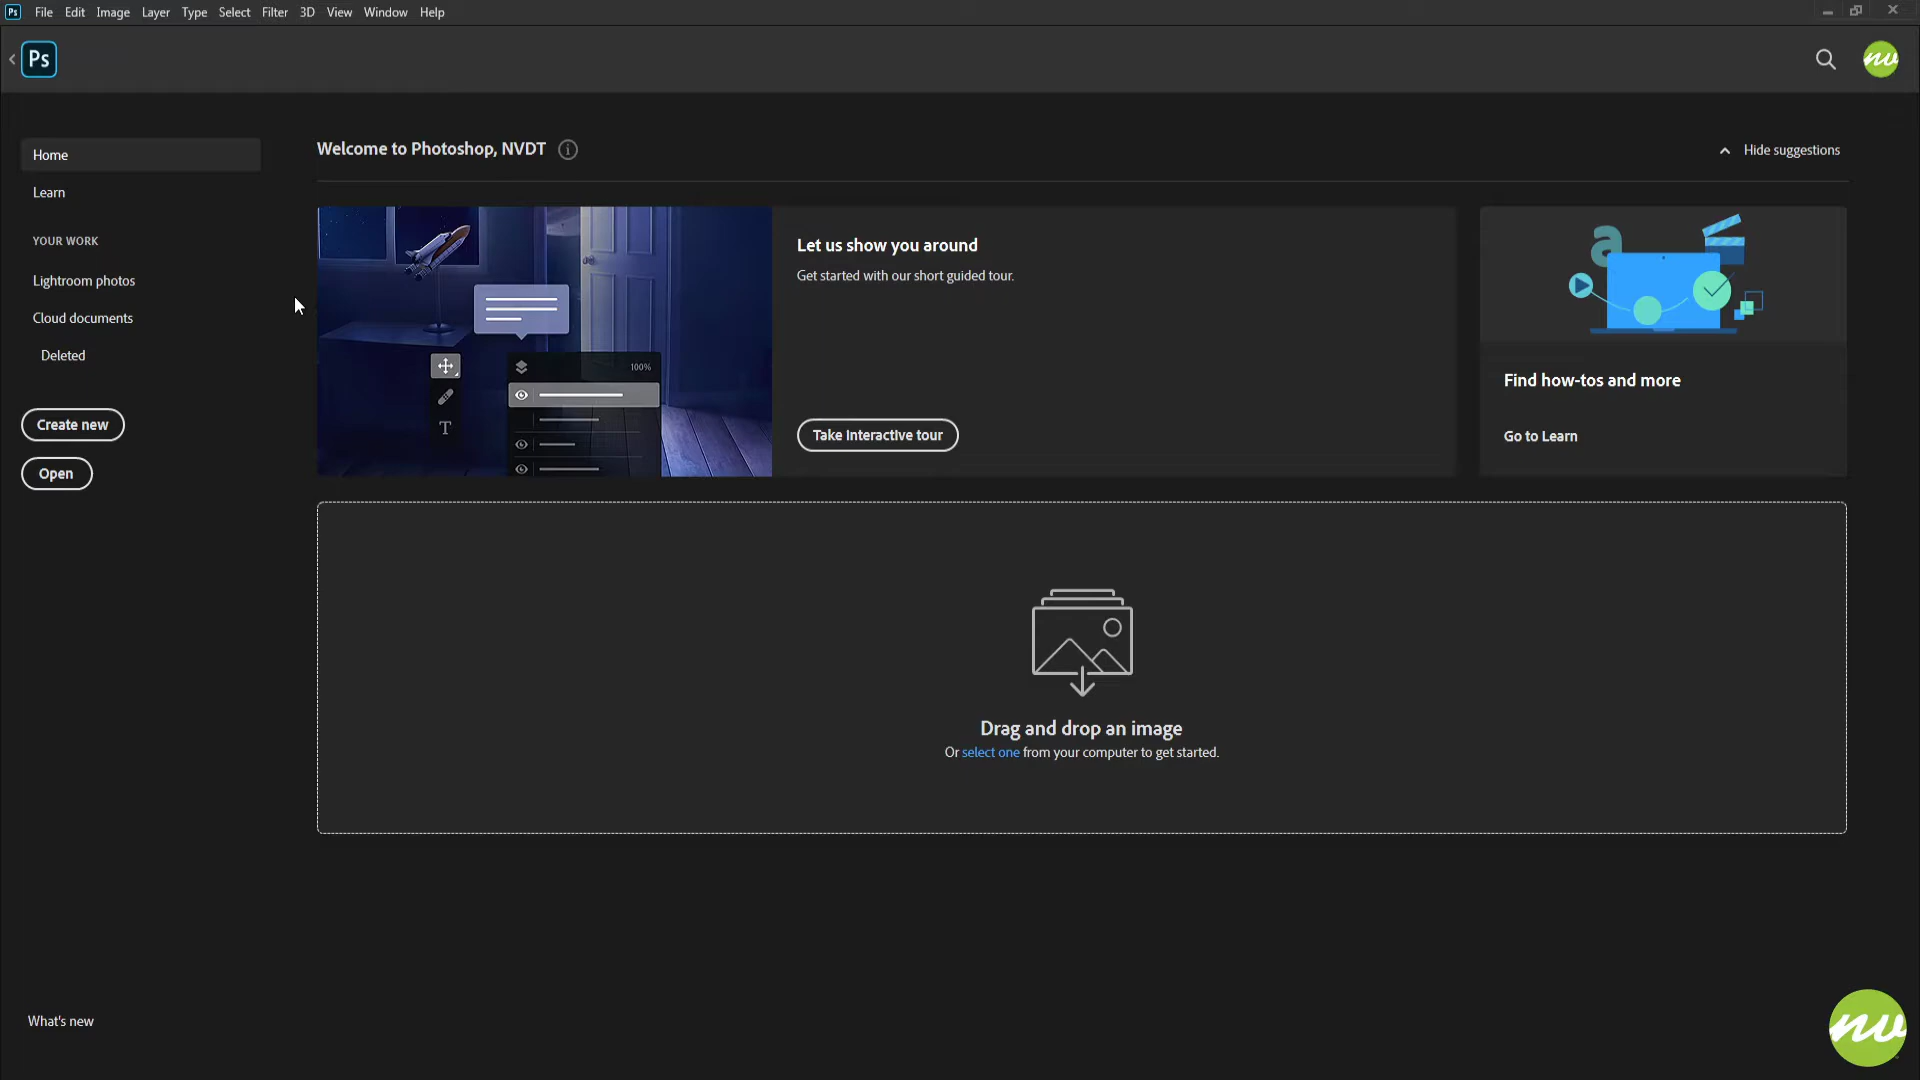 Ps File Edit Image Layer Type Select Filter 3D View Window Help
Ps
nv
Home
Learn
YOUR WORK
Lightroom photos
Cloud documents
Deleted
Create new
Open
What's new
Welcome to Photoshop, NVDT
Hide suggestions
100%
T
Let us show you around
Get started with our short guided tour.
Take interactive tour
a
Find how-tos and more
Go to Learn
Drag and drop an image
Or select one from your computer to get started.
nv